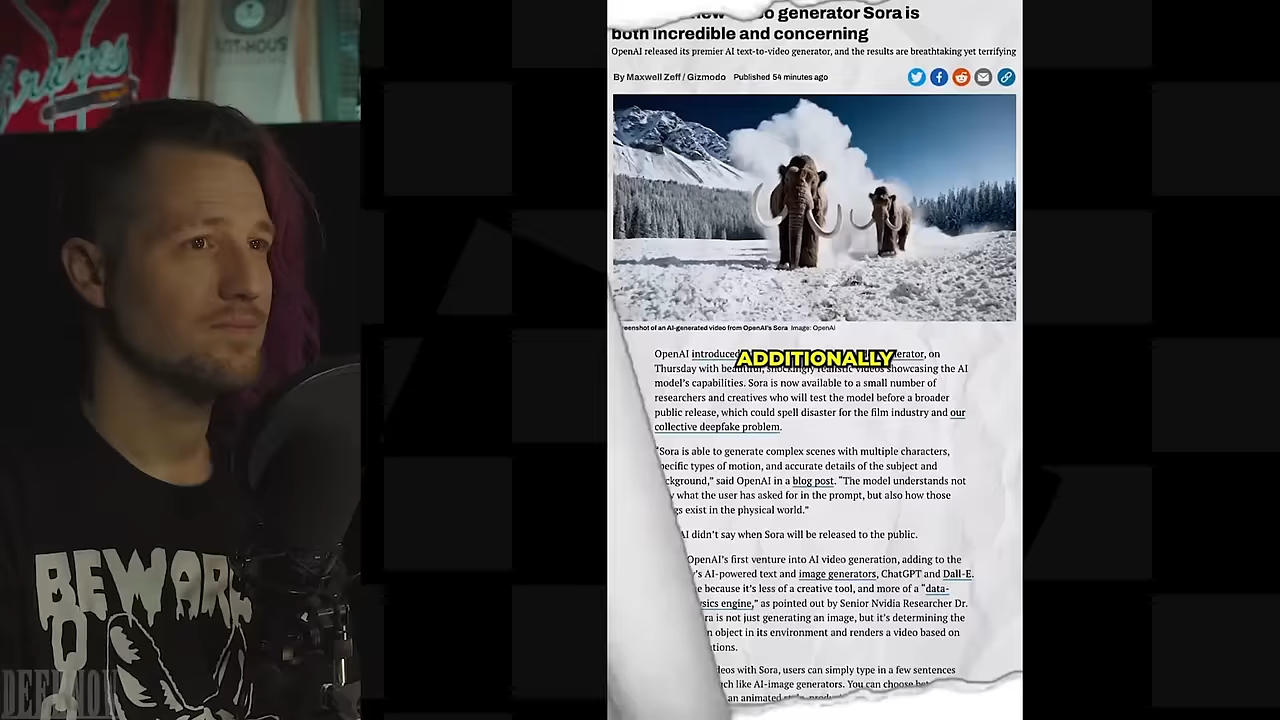 Braves
BUTT-HOUSE
BEWARE
O
generator Sora is
both incredible and concerning
OpenAI released its premier AI text-to-video generator, and the results are breathtaking yet terrifying
By Maxwell Zeff / Gizmodo Published 54 minutes ago
Screenshot of an AI-generated video from OpenAI's Sora Image: OpenAI
OpenAI introduced ADDITIONALLY on
Thursday with beautiful, shockingly realistic videos showcasing the AI
model's capabilities. Sora is now available to a small number of
researchers and creatives who will test the model before a broader
public release, which could spell disaster for the film industry and our
collective deepfake problem.
"Sora is able to generate complex scenes with multiple characters,
specific types of motion, and accurate details of the subject and
background," said OpenAI in a blog post. "The model understands not
what the user has asked for in the prompt, but also how those
exist in the physical world."
AI didn't say when Sora will be released to the public.
OpenAI's first venture into AI video generation, adding to the
's AI-powered text and image generators, ChatGPT and Dall-E.
because it's less of a creative tool, and more of a "data-
engine," as pointed out by Senior Nvidia Researcher Dr.
is not just generating an image, but it's determining the
object in its environment and renders a video based on
with Sora, users can simply type in a few sentences
like AI-image generators. You can choose
an animated